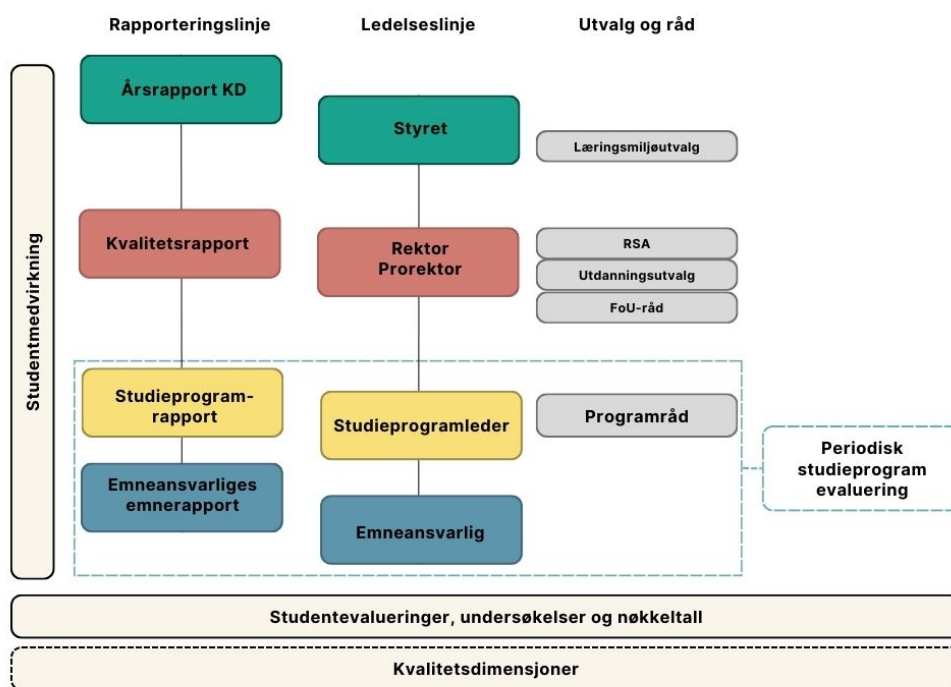 Rapporteringslinje
Ledelseslinje
Utvalg og råd
Studentmedvirkning
Årsrapport KD
Styret
Læringsmiljøutvalg
Kvalitetsrapport
Rektor
Prorektor
RSA
Utdanningsutvalg
FoU-råd
Studieprogram-
rapport
Studieprogramleder
Programråd
Emneansvarliges
emnerapport
Emneansvarlig
Periodisk
studieprogram
evaluering
Studentevalueringer, undersøkelser og nøkkeltall
Kvalitetsdimensjoner